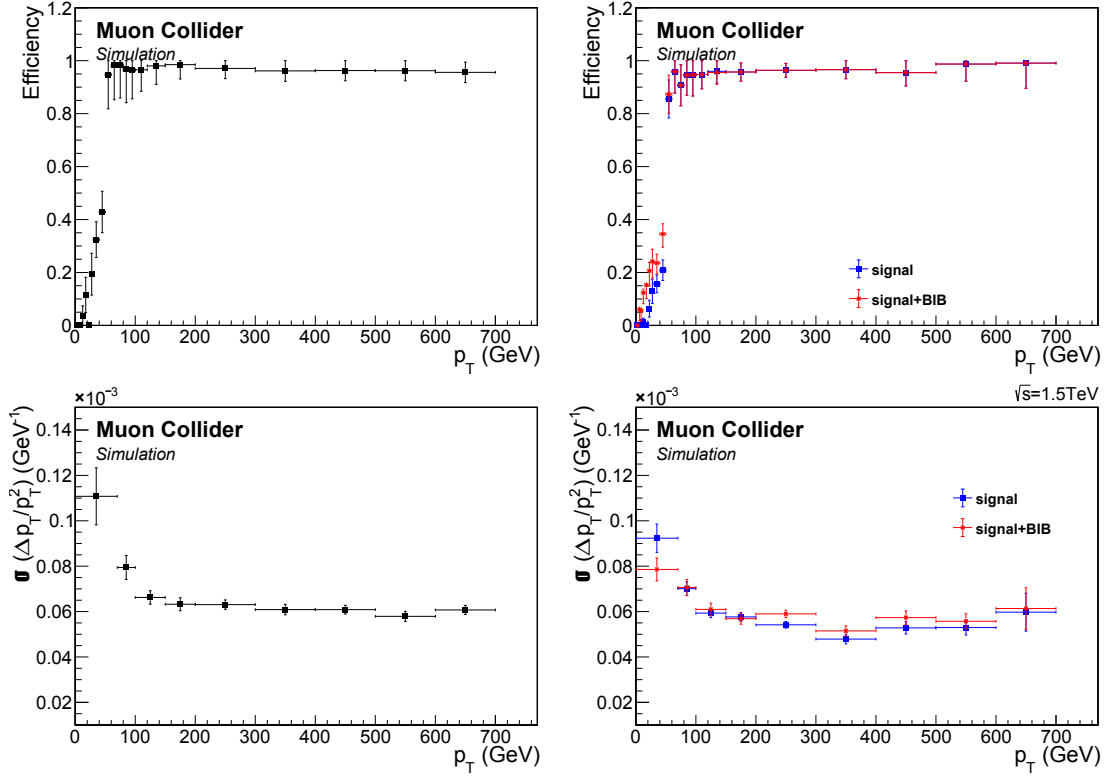 Muon Collider
Simulation
Efficiency
1.2
1
0.8
0.6
0.4
0.2
0
0 100 200 300 400 500 600 700
p_T (GeV)
Muon Collider
Simulation
Efficiency
1.2
1
0.8
0.6
0.4
0.2
0
signal
signal+BIB
0 100 200 300 400 500 600 700
p_T (GeV)
×10⁻³
Muon Collider
Simulation
σ (Δp_T/p_T²) (GeV⁻¹)
0.14
0.12
0.1
0.08
0.06
0.04
0.02
0 100 200 300 400 500 600 700
p_T (GeV)
×10⁻³
√s=1.5TeV
Muon Collider
Simulation
σ (Δp_T/p_T²) (GeV⁻¹)
0.14
0.12
0.1
0.08
0.06
0.04
0.02
signal
signal+BIB
0 100 200 300 400 500 600 700
p_T (GeV)